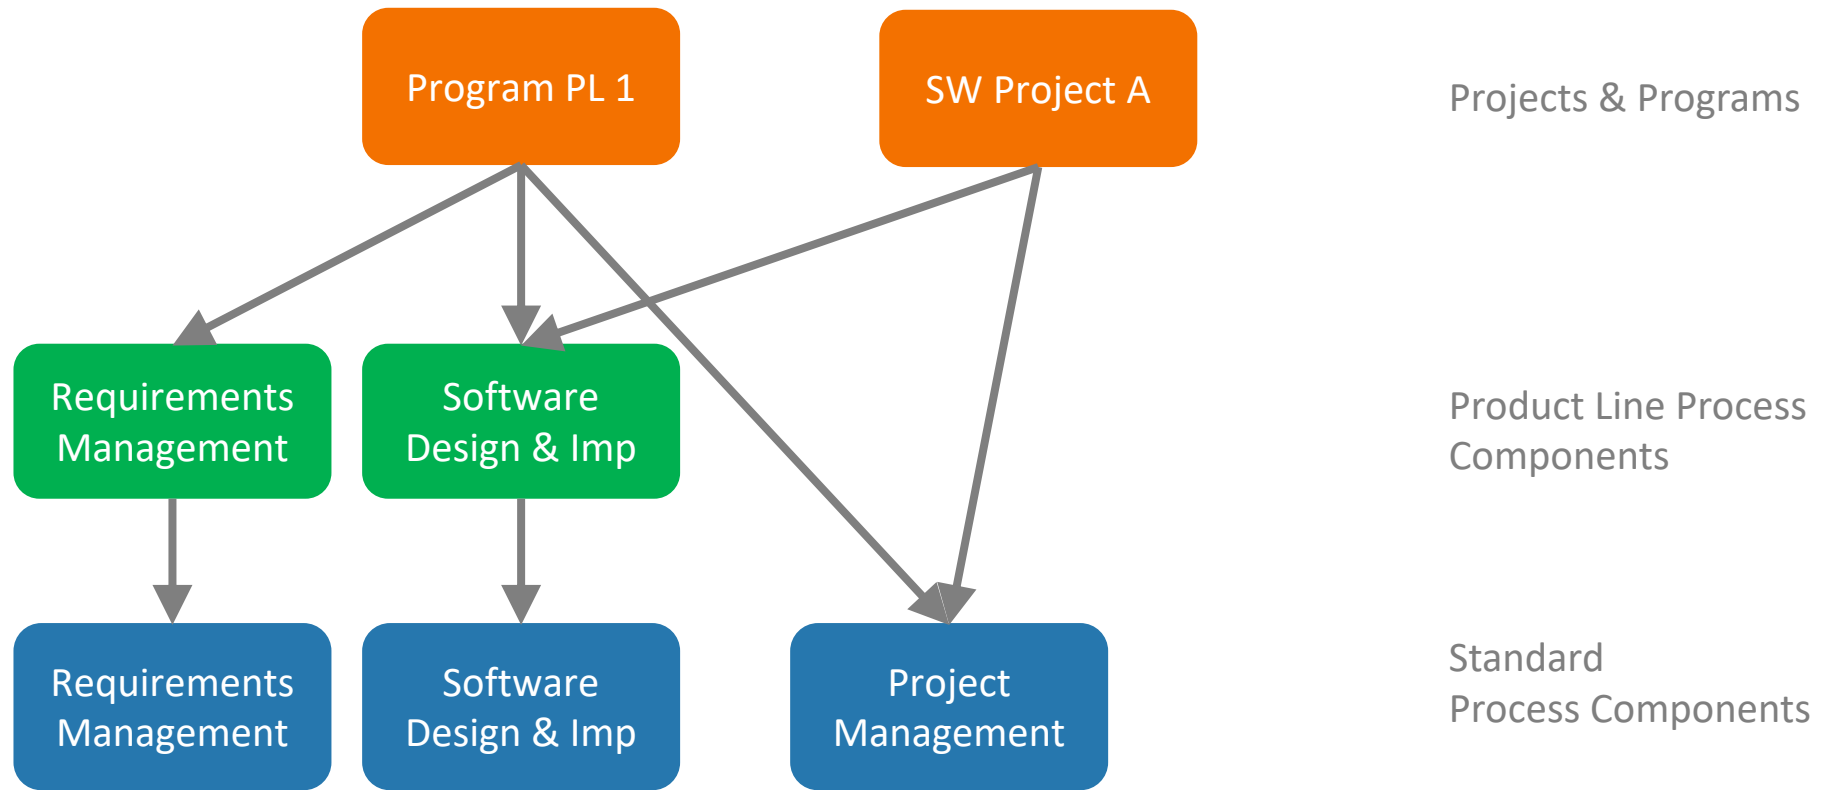 Program PL 1
SW Project A
Projects & Programs
Requirements
Management
Software
Design & Imp
Product Line Process
Components
Requirements
Management
Software
Design & Imp
Project
Management
Standard
Process Components